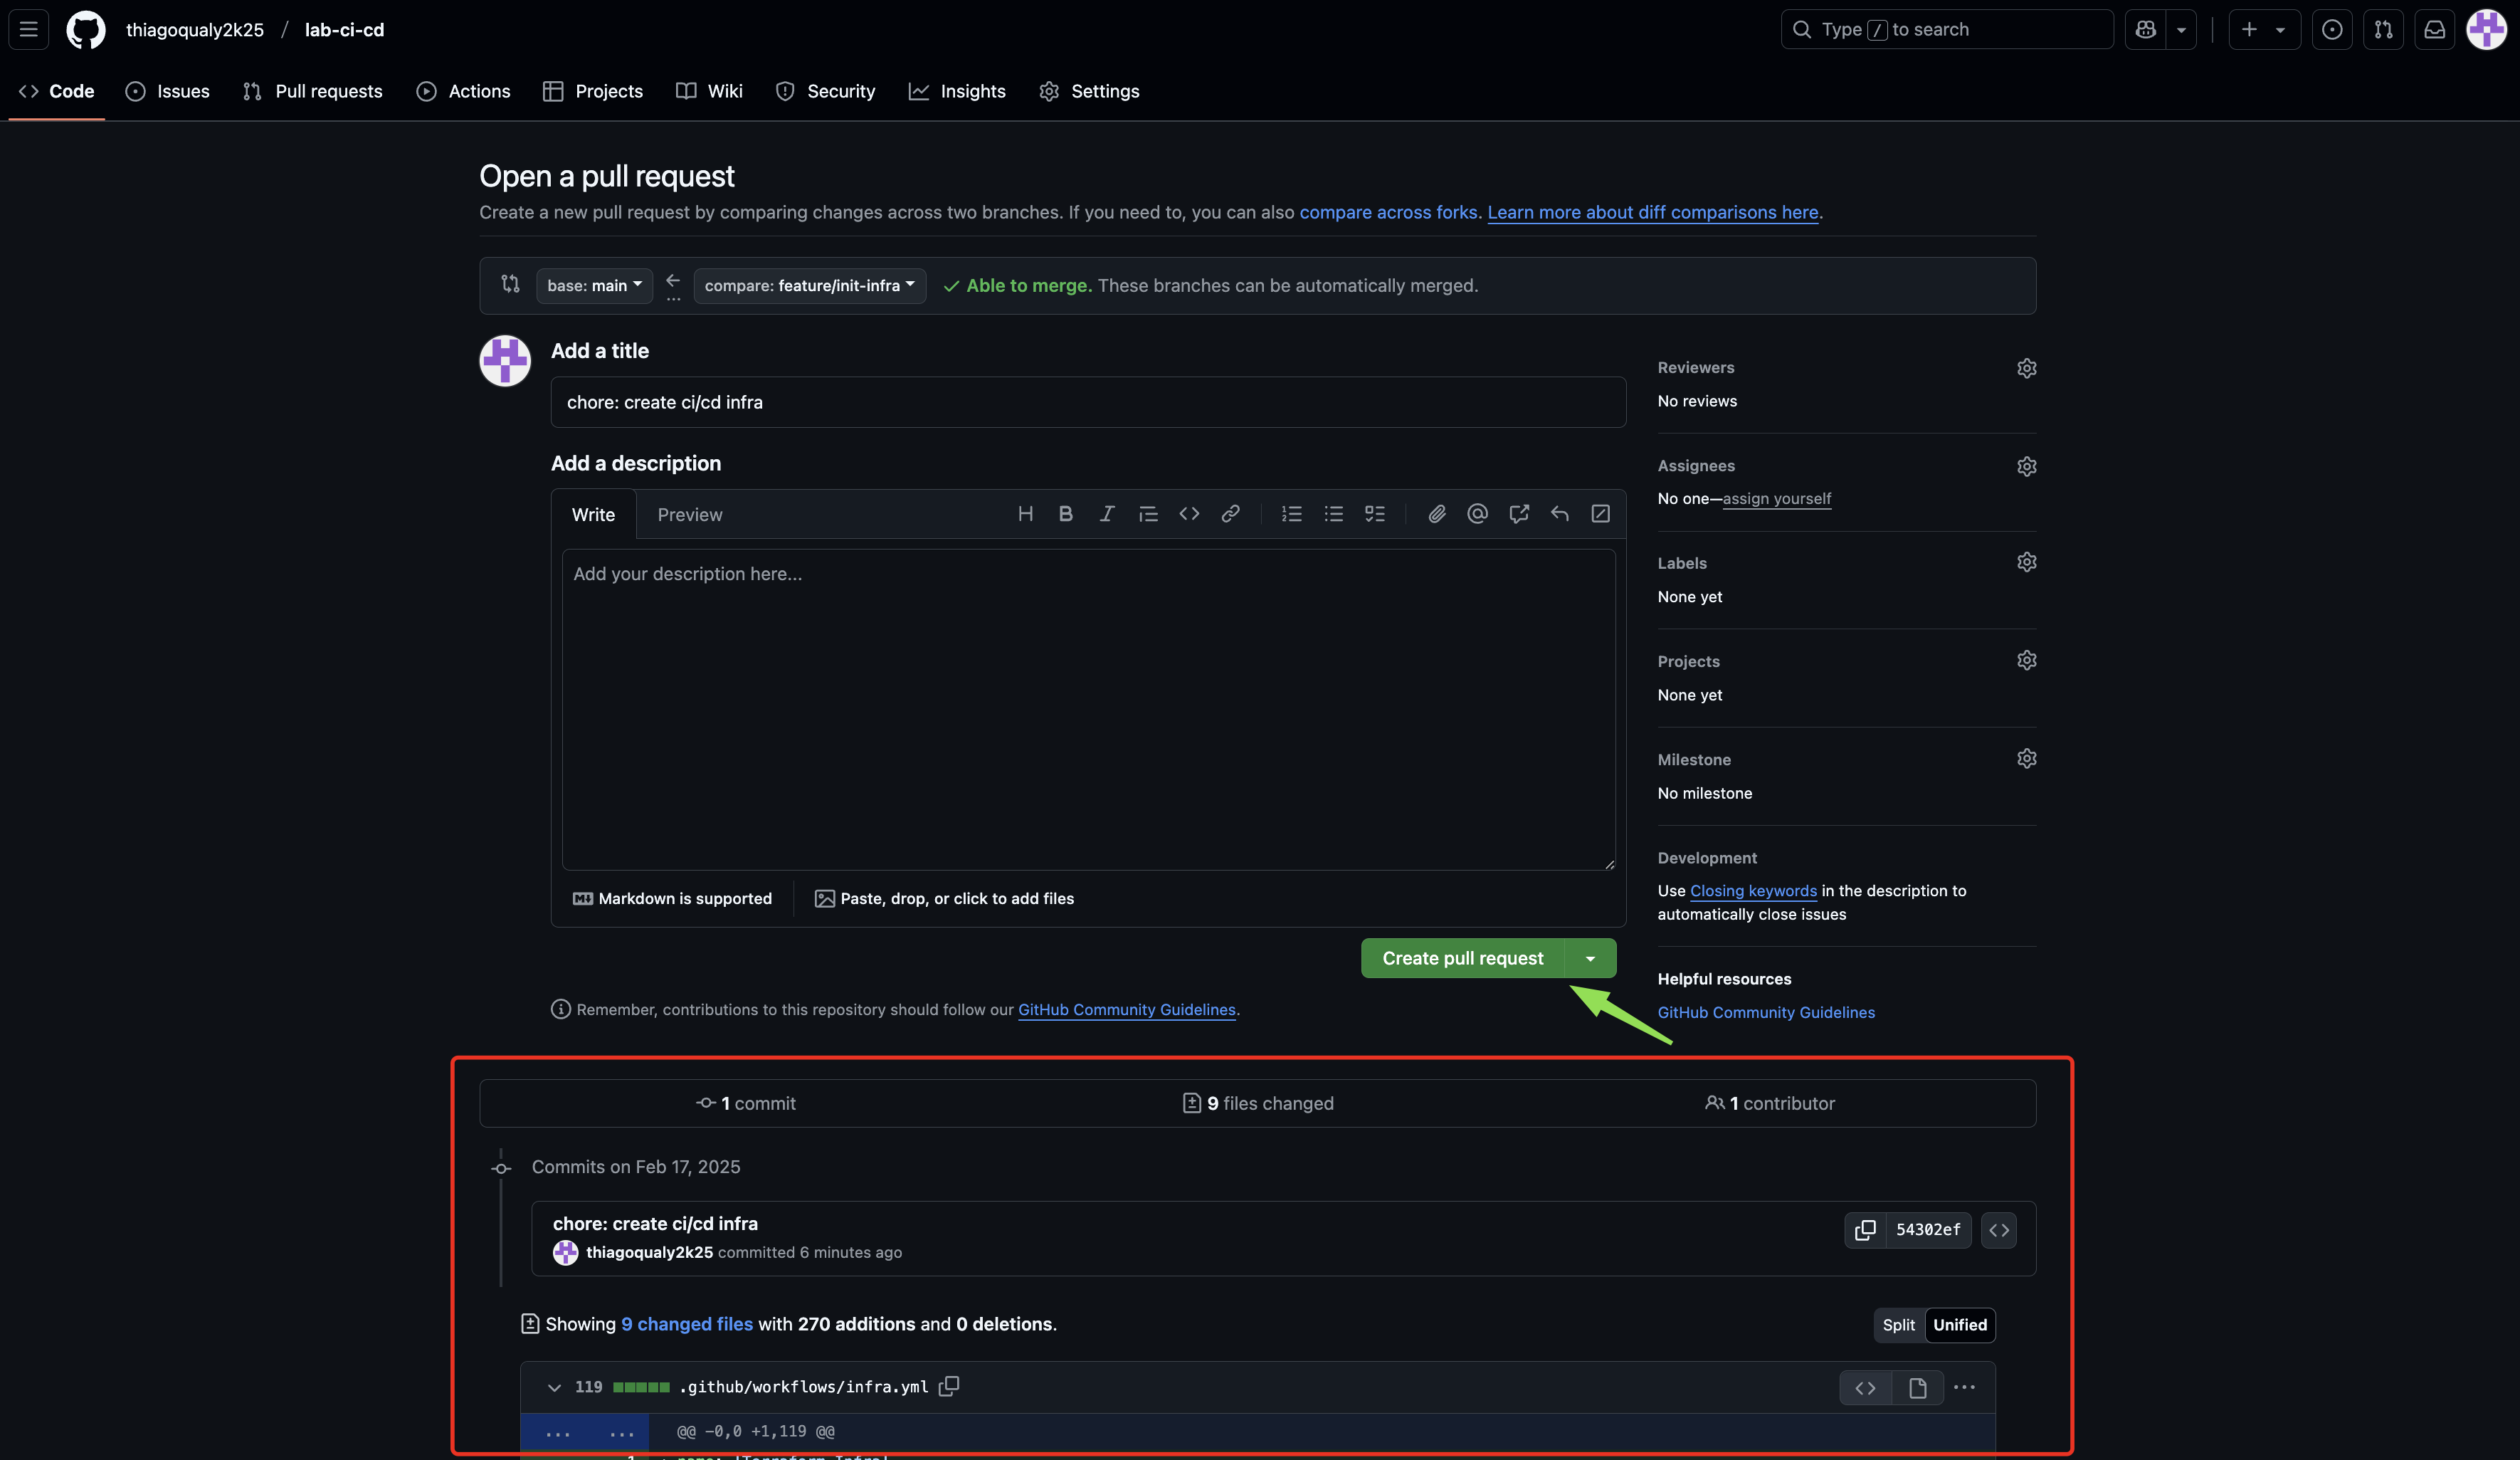 thiagoqualy2k25 / lab-ci-cd
Type / to search
Code Issues Pull requests Actions Projects Wiki Security Insights Settings
Open a pull request
Create a new pull request by comparing changes across two branches. If you need to, you can also compare across forks. Learn more about diff comparisons here.
base: main compare: feature/init-infra Able to merge. These branches can be automatically merged.
Add a title
chore: create ci/cd infra
Add a description
Write Preview
Add your description here...
Markdown is supported Paste, drop, or click to add files
Create pull request
Remember, contributions to this repository should follow our GitHub Community Guidelines.
Reviewers
No reviews
Assignees
No one—assign yourself
Labels
None yet
Projects
None yet
Milestone
No milestone
Development
Use Closing keywords in the description to
automatically close issues
Helpful resources
GitHub Community Guidelines
1 commit 9 files changed 1 contributor
Commits on Feb 17, 2025
chore: create ci/cd infra
thiagoqualy2k25 committed 6 minutes ago
54302ef
Showing 9 changed files with 270 additions and 0 deletions.
Split Unified
119 .github/workflows/infra.yml
... ... @@ -0,0 +1,119 @@